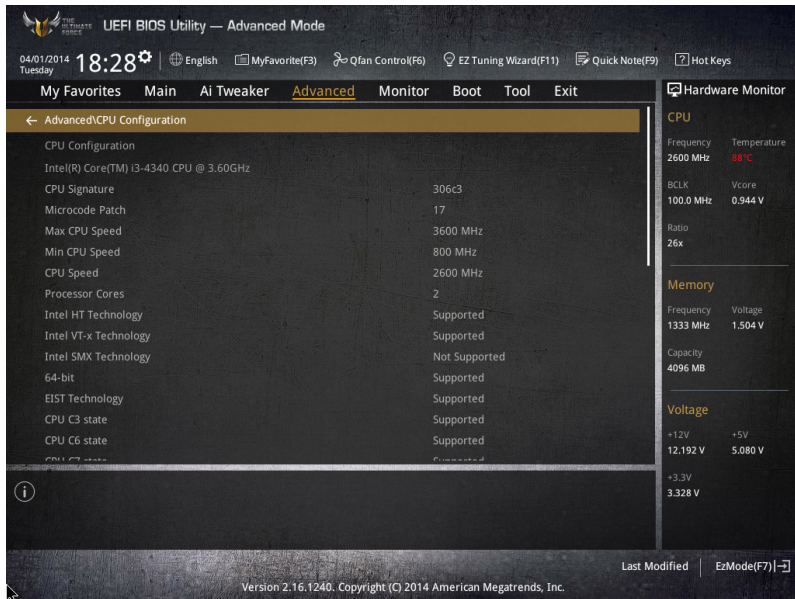 THE ULTIMATE FORCE
UEFI BIOS Utility — Advanced Mode
04/01/2014
Tuesday
18:28
English
MyFavorite(F3)
Qfan Control(F6)
EZ Tuning Wizard(F11)
Quick Note(F9)
? Hot Keys
My Favorites Main Ai Tweaker Advanced Monitor Boot Tool Exit
← Advanced\CPU Configuration
CPU Configuration
Intel(R) Core(TM) i3-4340 CPU @ 3.60GHz
CPU Signature 306c3
Microcode Patch 17
Max CPU Speed 3600 MHz
Min CPU Speed 800 MHz
CPU Speed 2600 MHz
Processor Cores 2
Intel HT Technology Supported
Intel VT-x Technology Supported
Intel SMX Technology Not Supported
64-bit Supported
EIST Technology Supported
CPU C3 state Supported
CPU C6 state Supported
CPU C7 state Supported
Hardware Monitor
CPU
Frequency Temperature
2600 MHz 88°C
BCLK Vcore
100.0 MHz 0.944 V
Ratio
26x
Memory
Frequency Voltage
1333 MHz 1.504 V
Capacity
4096 MB
Voltage
+12V +5V
12.192 V 5.080 V
+3.3V
3.328 V
Last Modified
EzMode(F7)
Version 2.16.1240. Copyright (C) 2014 American Megatrends, Inc.